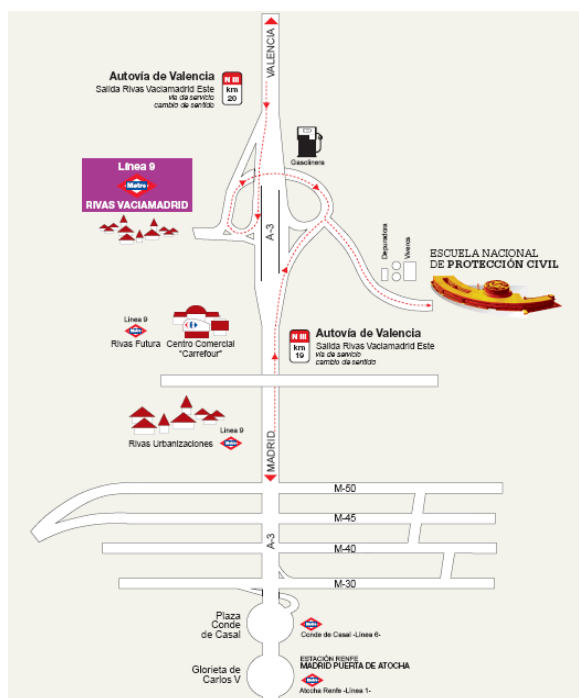 VALENCIA
Autovía de Valencia
Salida Rivas Vaciamadrid Este
vía de servicio
cambio de sentido
N III
km
20
Gasolinera
Línea 9
Metro
RIVAS VACIAMADRID
A-3
Depuradora
Viveros
ESCUELA NACIONAL
DE PROTECCIÓN CIVIL
Línea 9
Metro
Rivas Futura
Centro Comercial
"Carrefour"
N III
km
19
Autovía de Valencia
Salida Rivas Vaciamadrid Este
vía de servicio
cambio de sentido
Línea 9
Rivas Urbanizaciones
Metro
MADRID
M-50
M-45
A-3
M-40
M-30
Plaza
Conde
de Casal
Metro
Conde de Casal -Línea 6-
Glorieta de
Carlos V
ESTACIÓN RENFE
MADRID PUERTA DE ATOCHA
Metro
Atocha Renfe -Línea 1-